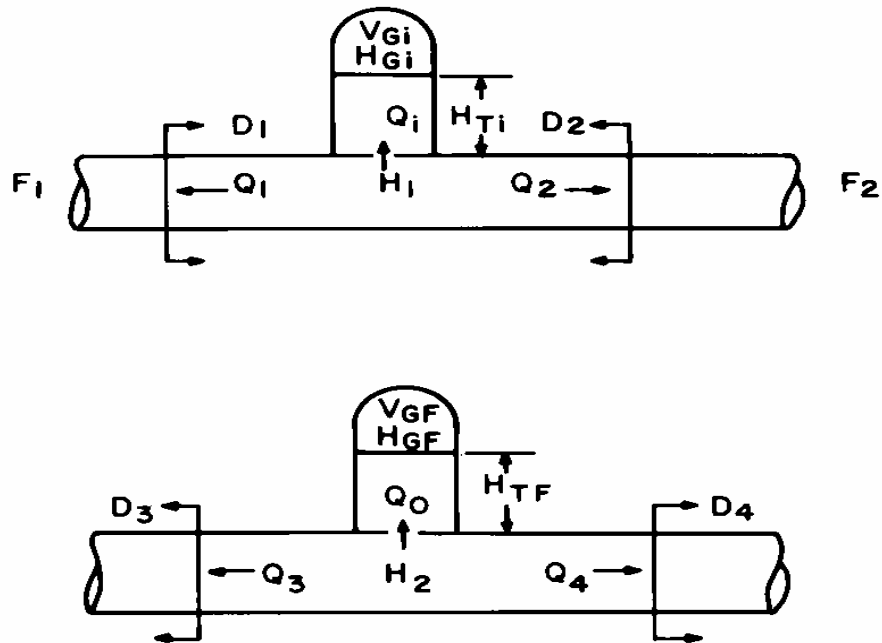 VGi
HGi
D1 Qi HTi D2
F1 Q1 H1 Q2 F2
VGF
HGF
D3 QO HTF D4
Q3 H2 Q4